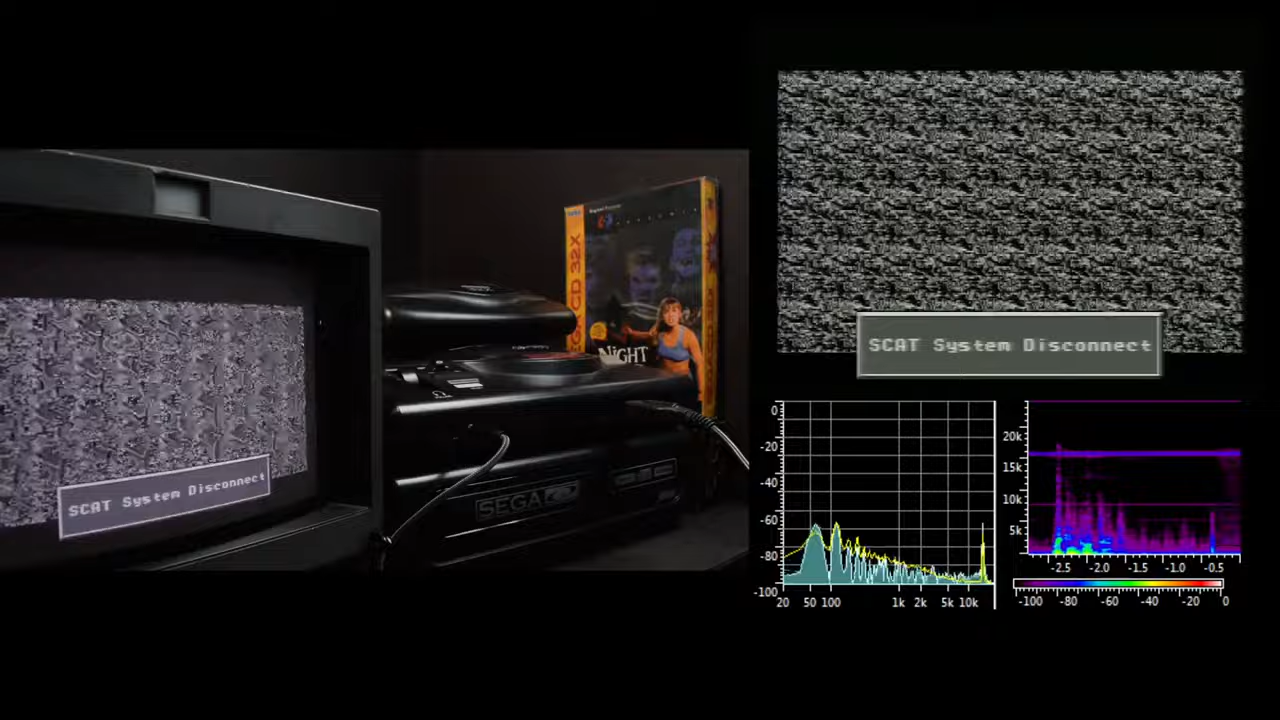 SCAT System Disconnect
SEGA CD 32X
NIGHT
SEGA CD
SCAT System Disconnect
0
-20
-40
-60
-80
-100
20 50 100 1k 2k 5k 10k
20k
15k
10k
5k
-2.5 -2.0 -1.5 -1.0 -0.5
-100 -80 -60 -40 -20 0